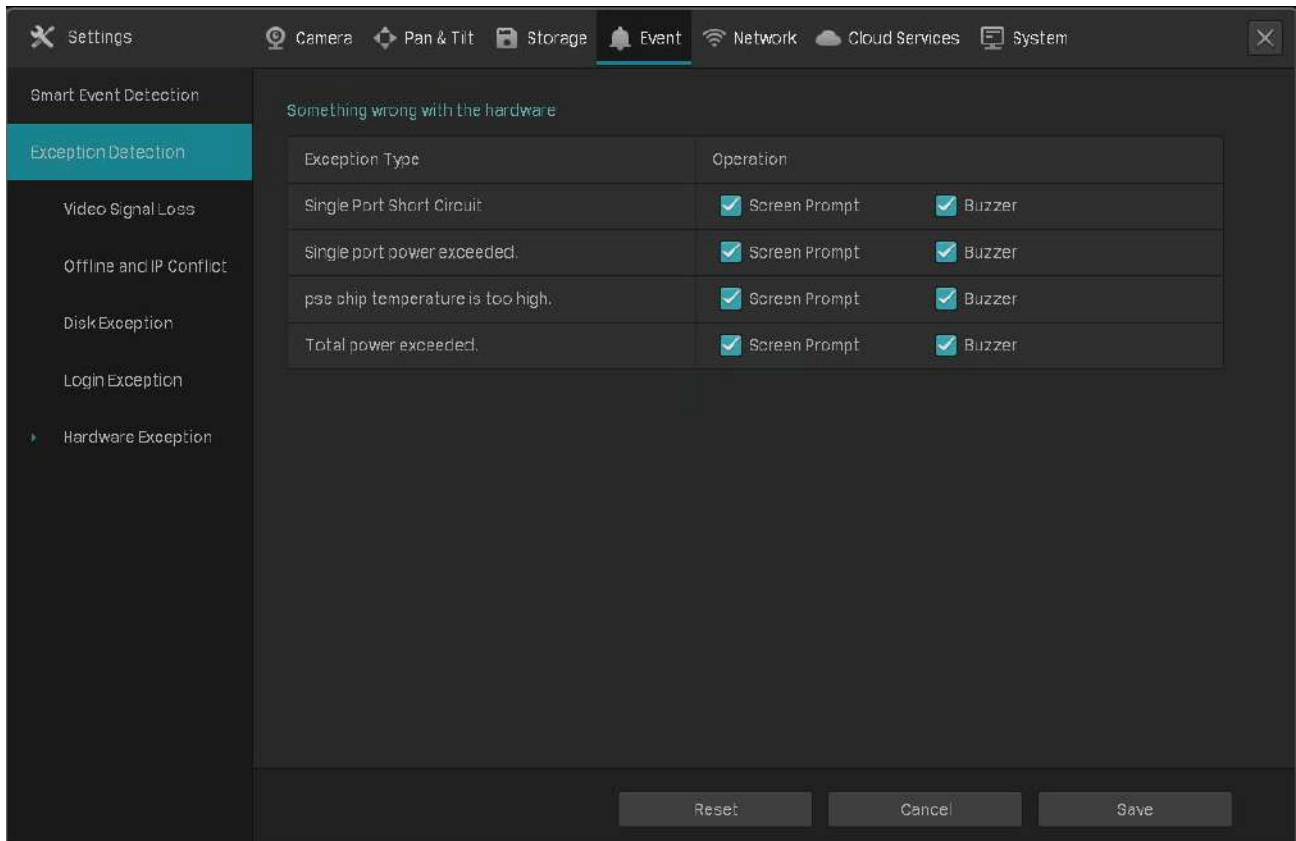 Settings Camera Pan & Tilt Storage Event Network Cloud Services System
Smart Event Detection
Something wrong with the hardware
Exception Detection
Exception Type Operation
Video Signal Loss
Single Port Short Circuit Screen Prompt Buzzer
Single port power exceeded. Screen Prompt Buzzer
Offline and IP Conflict
pse chip temperature is too high. Screen Prompt Buzzer
Disk Exception
Total power exceeded. Screen Prompt Buzzer
Login Exception
Hardware Exception
Reset Cancel Save